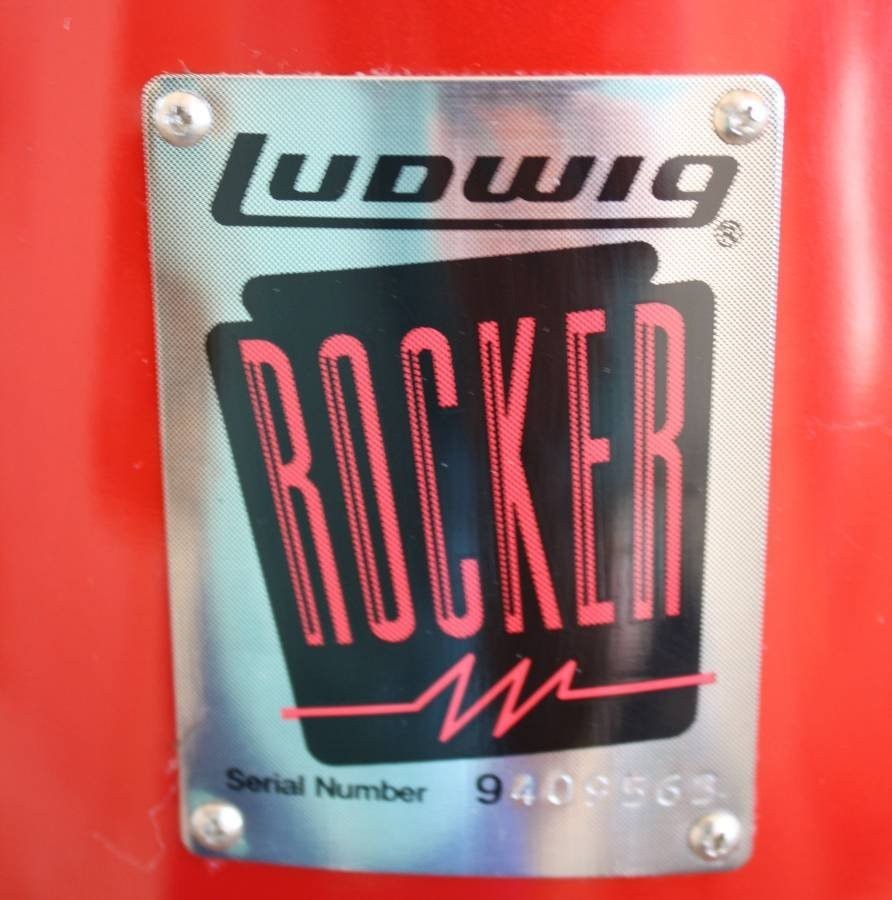 LUDWIG®
ROCKER
Serial Number 9409563